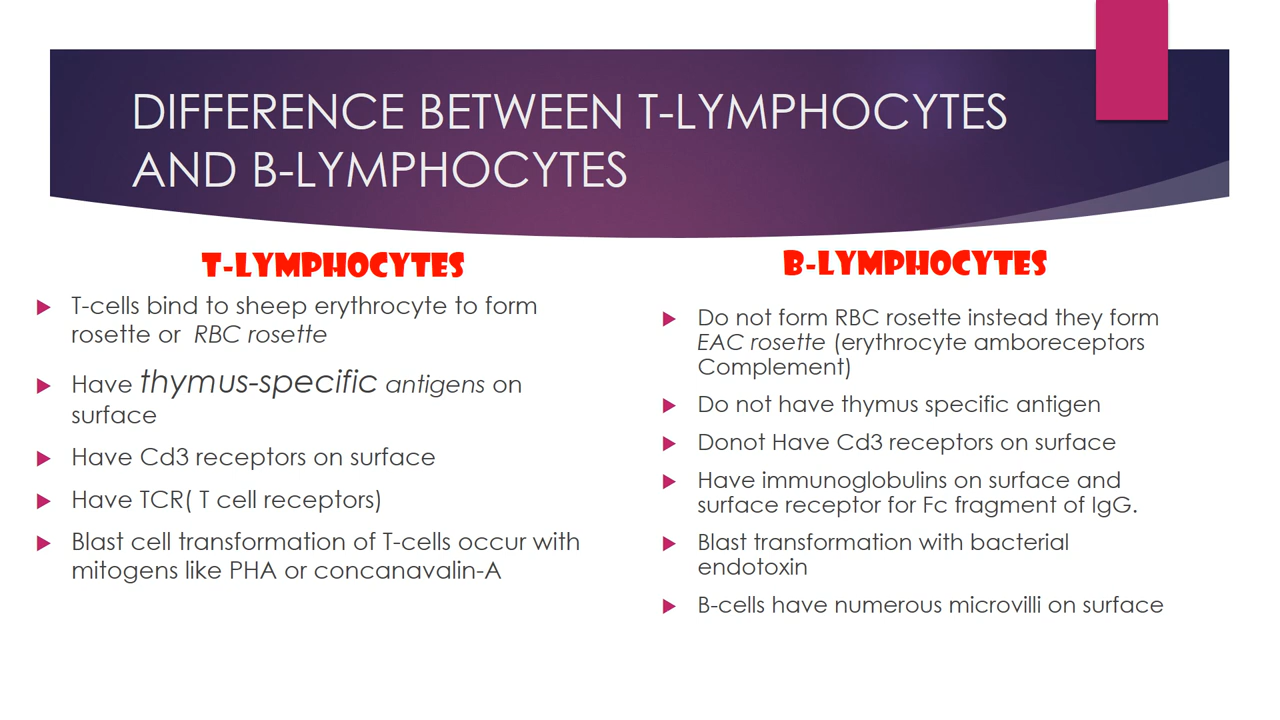 DIFFERENCE BETWEEN T-LYMPHOCYTES
AND B-LYMPHOCYTES
T-LYMPHOCYTES
T-cells bind to sheep erythrocyte to form
rosette or RBC rosette
Have thymus-specific antigens on
surface
Have Cd3 receptors on surface
Have TCR( T cell receptors)
Blast cell transformation of T-cells occur with
mitogens like PHA or concanavalin-A
B-LYMPHOCYTES
Do not form RBC rosette instead they form
EAC rosette (erythrocyte amboreceptors
Complement)
Do not have thymus specific antigen
Donot Have Cd3 receptors on surface
Have immunoglobulins on surface and
surface receptor for Fc fragment of IgG.
Blast transformation with bacterial
endotoxin
B-cells have numerous microvilli on surface